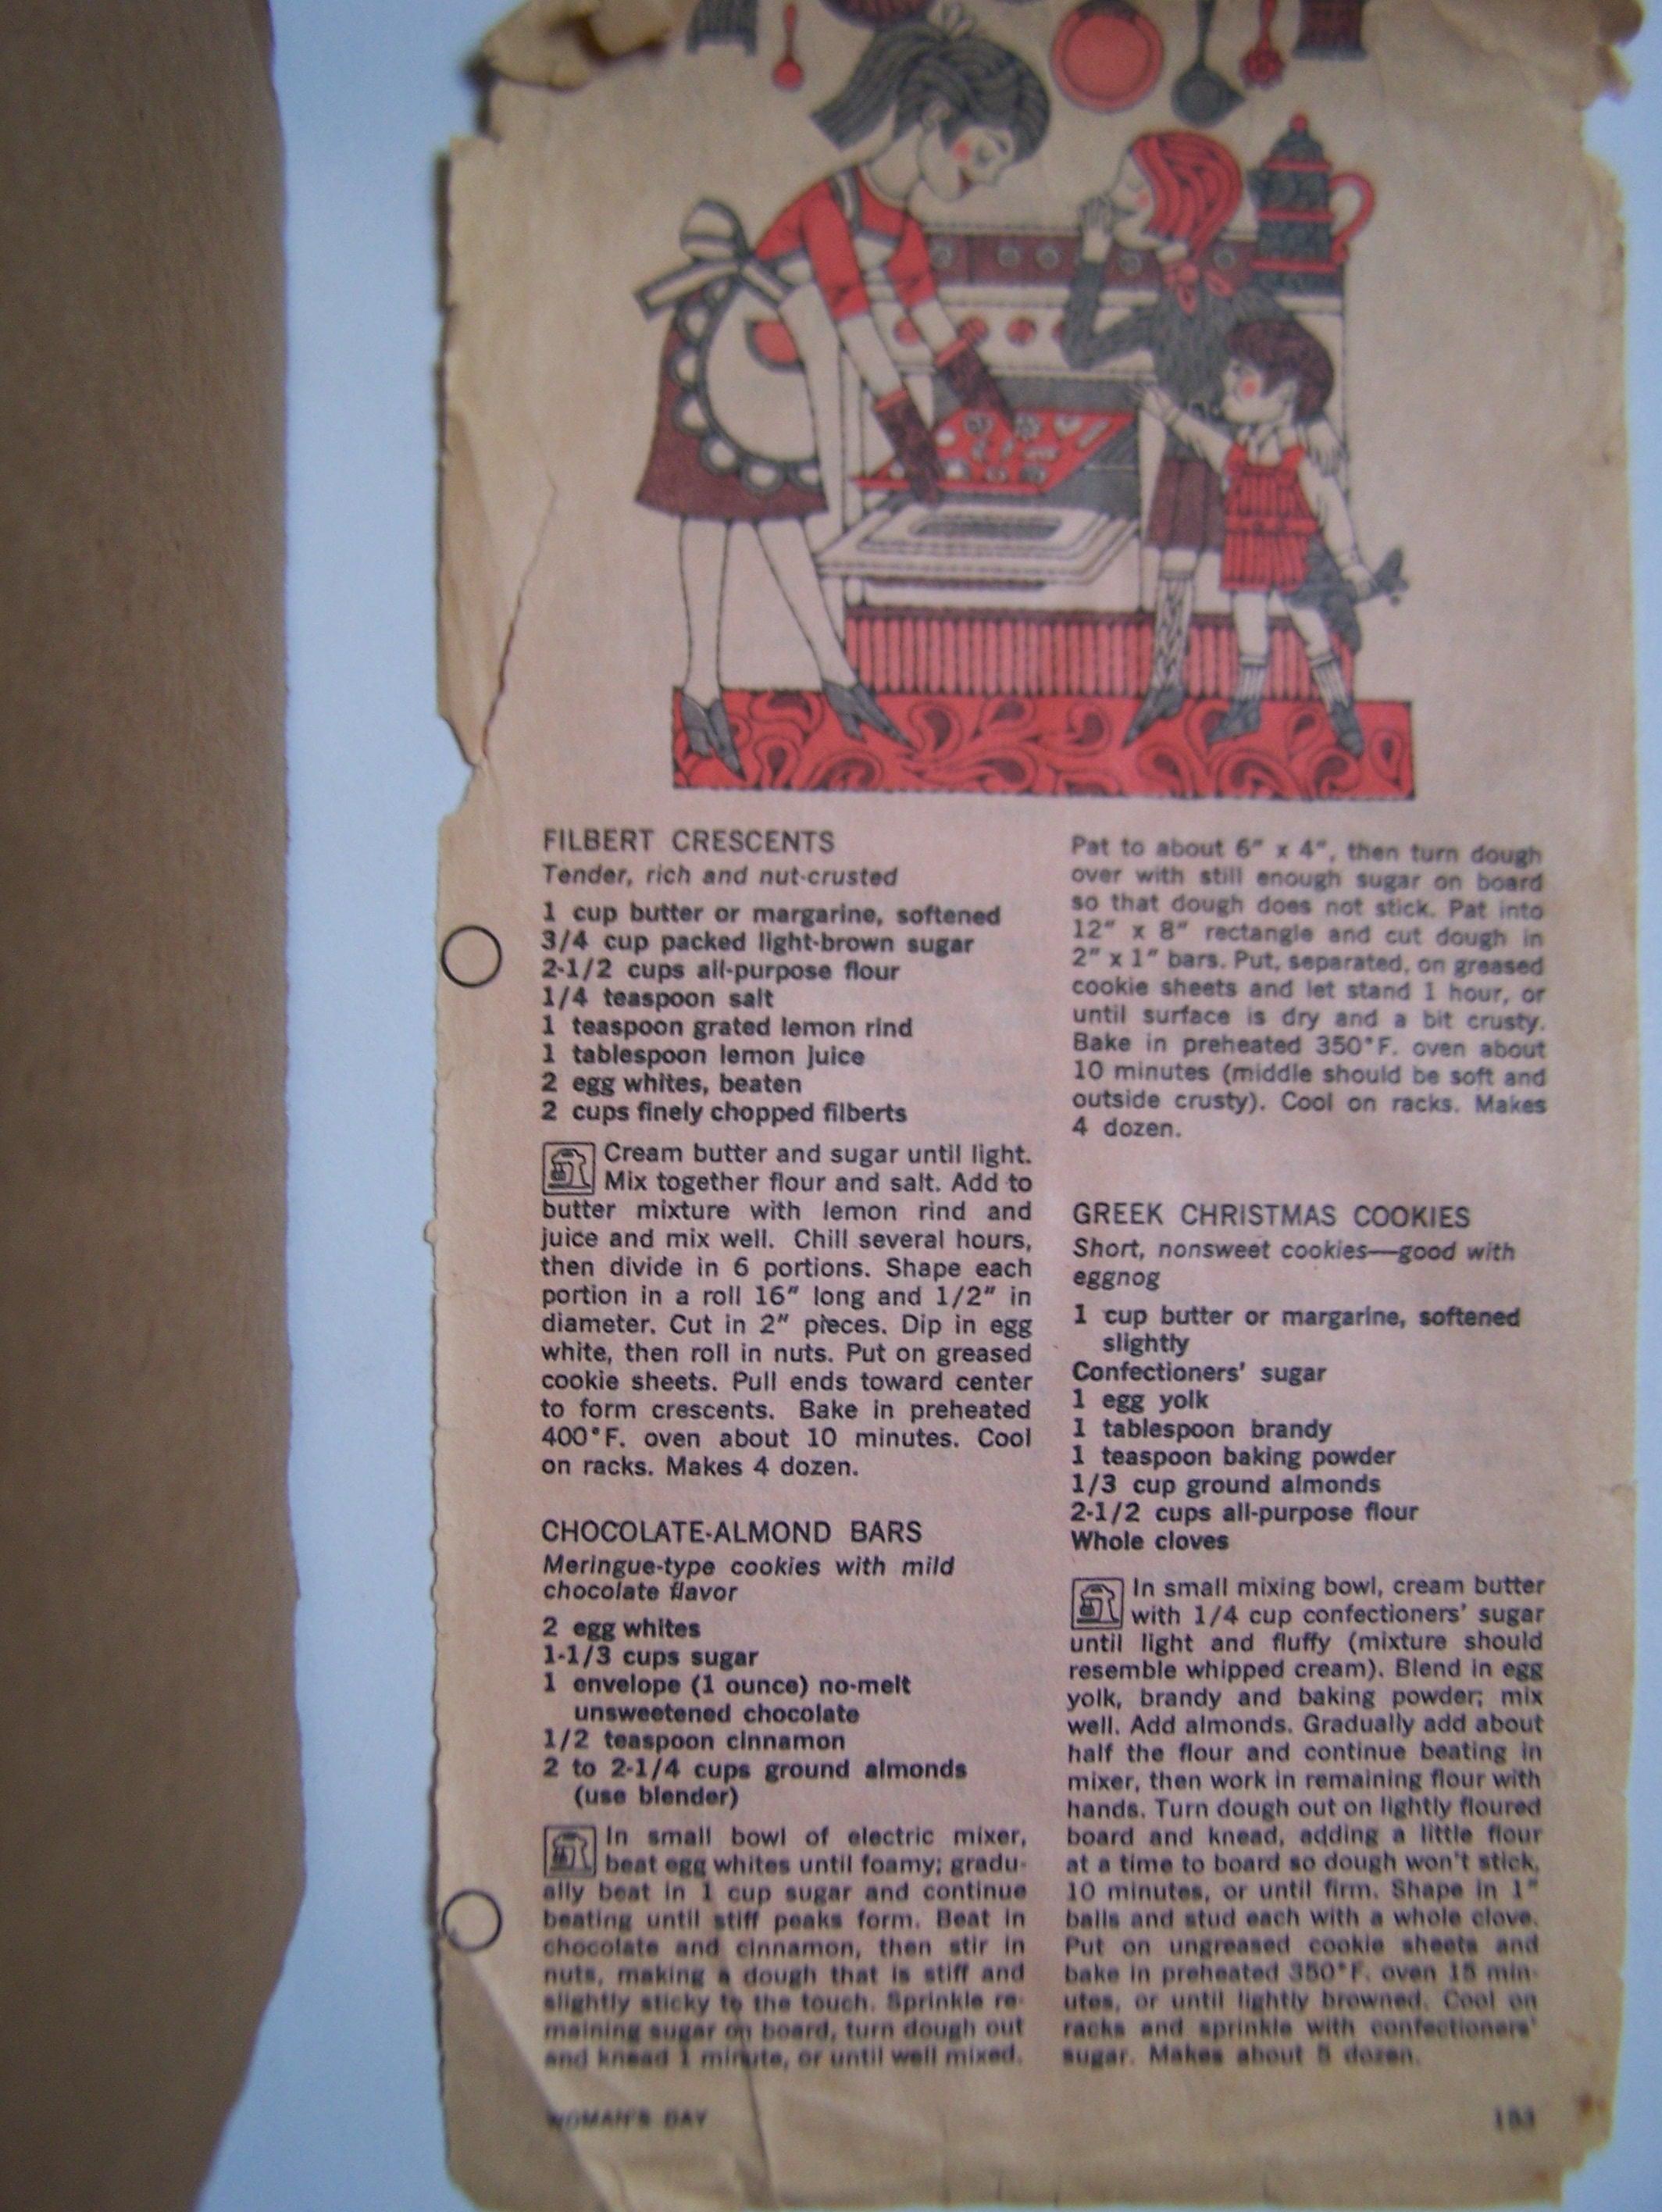 FILBERT CRESCENTS
Tender, rich and nut-crusted
1 cup butter or margarine, softened
3/4 cup packed light-brown sugar
2-1/2 cups all-purpose flour
1/4 teaspoon salt
1 teaspoon grated lemon rind
1 tablespoon lemon juice
2 egg whites, beaten
2 cups finely chopped filberts
Cream butter and sugar until light.
Mix together flour and salt. Add to
butter mixture with lemon rind and
juice and mix well. Chill several hours,
then divide in 6 portions. Shape each
portion in a roll 16" long and 1/2" in
diameter. Cut in 2" pieces. Dip in egg
white, then roll in nuts. Put on greased
cookie sheets. Pull ends toward center
to form crescents. Bake in preheated
400°F. oven about 10 minutes. Cool
on racks. Makes 4 dozen.
CHOCOLATE-ALMOND BARS
Meringue-type cookies with mild
chocolate flavor
2 egg whites
1-1/3 cups sugar
1 envelope (1 ounce) no-melt
unsweetened chocolate
1/2 teaspoon cinnamon
2 to 2-1/4 cups ground almonds
(use blender)
In small bowl of electric mixer,
beat egg whites until foamy; gradu-
ally beat in 1 cup sugar and continue
beating until stiff peaks form. Beat in
chocolate and cinnamon, then stir in
nuts, making a dough that is stiff and
slightly sticky to the touch. Sprinkle re-
maining sugar on board, turn dough out
and knead 1 minute, or until well mixed.
Pat to about 6" x 4", then turn dough
over with still enough sugar on board
so that dough does not stick. Pat into
12" x 8" rectangle and cut dough in
2" x 1" bars. Put, separated, on greased
cookie sheets and let stand 1 hour, or
until surface is dry and a bit crusty.
Bake in preheated 350°F. oven about
10 minutes (middle should be soft and
outside crusty). Cool on racks. Makes
4 dozen.
GREEK CHRISTMAS COOKIES
Short, nonsweet cookies—good with
eggnog
1 cup butter or margarine, softened
slightly
Confectioners' sugar
1 egg yolk
1 tablespoon brandy
1 teaspoon baking powder
1/3 cup ground almonds
2-1/2 cups all-purpose flour
Whole cloves
In small mixing bowl, cream butter
with 1/4 cup confectioners' sugar
until light and fluffy (mixture should
resemble whipped cream). Blend in egg
yolk, brandy and baking powder; mix
well. Add almonds. Gradually add about
half the flour and continue beating in
mixer, then work in remaining flour with
hands. Turn dough out on lightly floured
board and knead, adding a little flour
at a time to board so dough won't stick,
10 minutes, or until firm. Shape in 1"
balls and stud each with a whole clove.
Put on ungreased cookie sheets and
bake in preheated 350°F. oven 15 min-
utes, or until lightly browned. Cool on
racks and sprinkle with confectioners'
sugar. Makes about 5 dozen.
WOMAN'S DAY